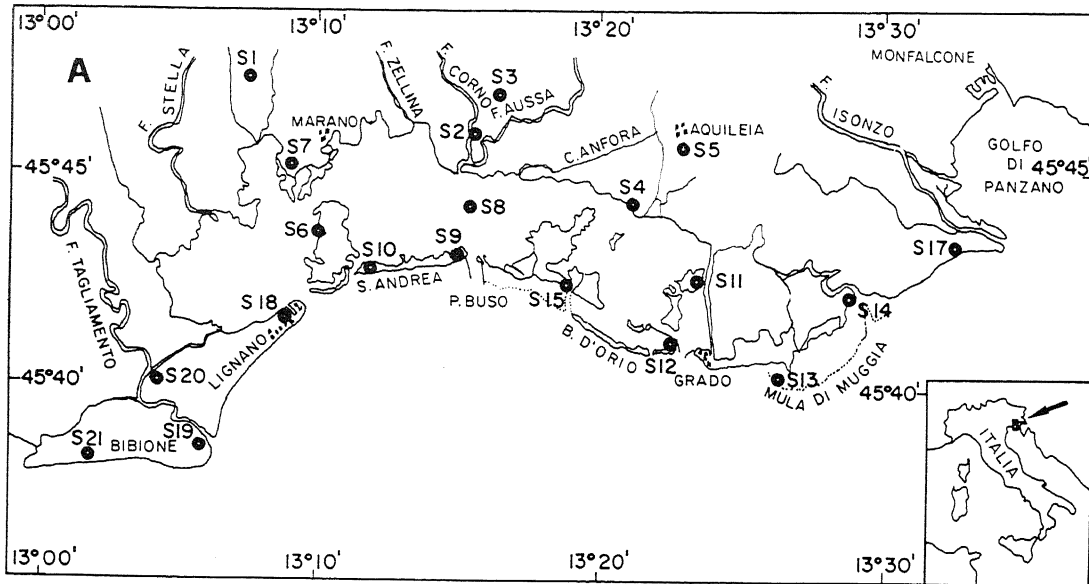 13°00'
13°10'
13°20'
13°30'
A
F. STELLA
S1
F. ZELLINA
F. CORNO
S3
F. AUSSA
MONFALCONE
MARANO
S2
F. ISONZO
AQUILEIA
S5
C. ANFORA
S7
45°45'
GOLFO
DI
PANZANO
45°45'
S4
S8
S6
F. TAGLIAMENTO
S10
S9
S17
S. ANDREA
S11
P. BUSO
S15
S14
S18
LIGNANO
B. D'ORIO
S12
GRADO
S13
MULA DI MUGGIA
S20
45°40'
45°40'
S21
BIBIONE
S19
ITALIA
13°00'
13°10'
13°20'
13°30'